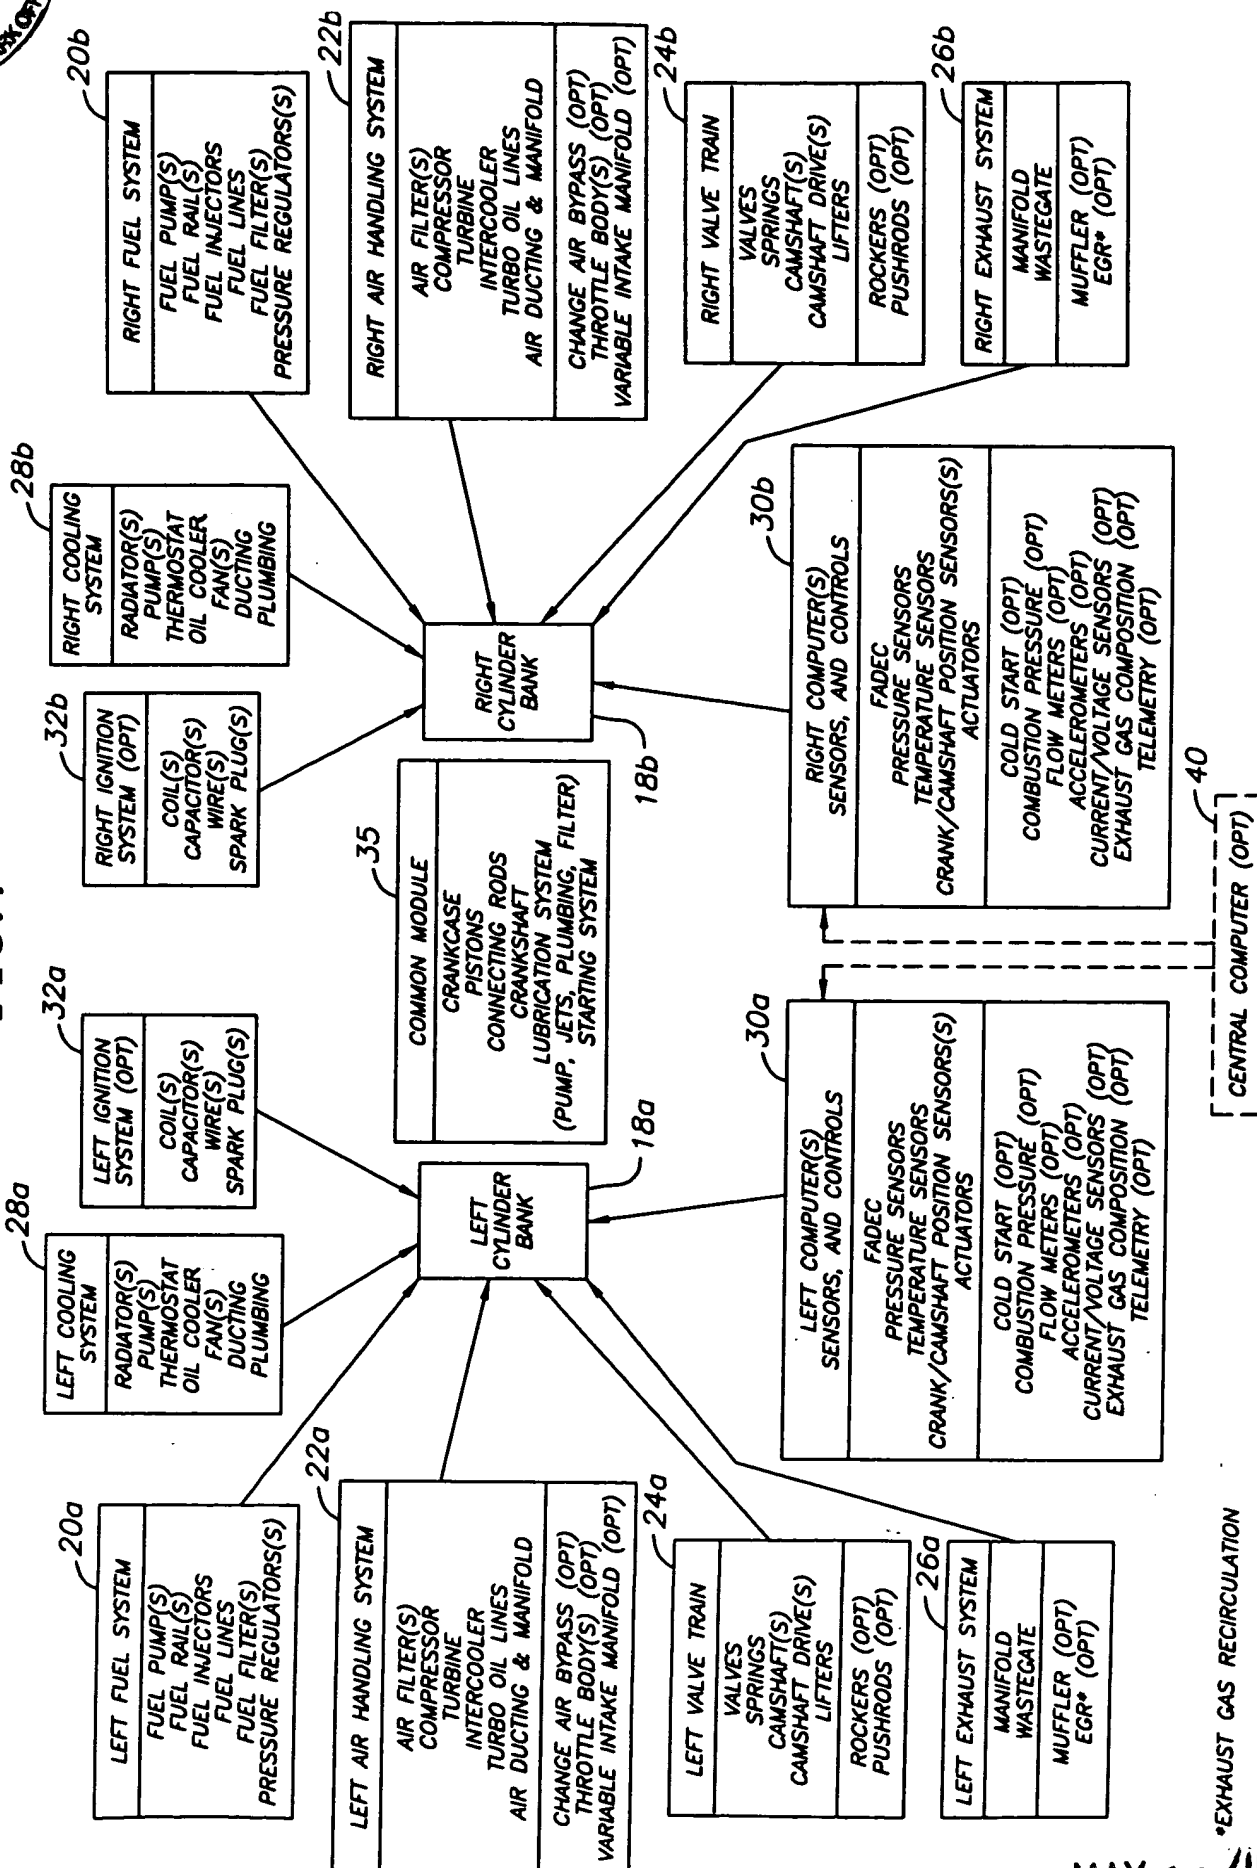 20a
LEFT FUEL SYSTEM
FUEL PUMP(S)
FUEL RAIL(S)
FUEL INJECTORS
FUEL LINES
FUEL FILTER(S)
PRESSURE REGULATORS(S)
22a
LEFT AIR HANDLING SYSTEM
AIR FILTER(S)
COMPRESSOR
TURBINE
INTERCOOLER
TURBO OIL LINES
AIR DUCTING & MANIFOLD
CHANGE AIR BYPASS (OPT)
THROTTLE BODY(S) (OPT)
VARIABLE INTAKE MANIFOLD (OPT)
24a
LEFT VALVE TRAIN
VALVES
SPRINGS
CAMSHAFT(S)
CAMSHAFT DRIVE(S)
LIFTERS
ROCKERS (OPT)
PUSHRODS (OPT)
26a
LEFT EXHAUST SYSTEM
MANIFOLD
WASTEGATE
MUFFLER (OPT)
EGR* (OPT)
28a
LEFT COOLING
SYSTEM
RADIATOR(S)
PUMP(S)
THERMOSTAT
OIL COOLER
FAN(S)
DUCTING
PLUMBING
32a
LEFT IGNITION
SYSTEM (OPT)
COIL(S)
CAPACITOR(S)
WIRE(S)
SPARK PLUG(S)
LEFT
CYLINDER
BANK
18a
30a
LEFT COMPUTER(S)
SENSORS, AND CONTROLS
FADEC
PRESSURE SENSORS
TEMPERATURE SENSORS
CRANK/CAMSHAFT POSITION SENSORS(S)
ACTUATORS
COLD START (OPT)
COMBUSTION PRESSURE (OPT)
FLOW METERS (OPT)
ACCELEROMETERS (OPT)
CURRENT/VOLTAGE SENSORS (OPT)
EXHAUST GAS COMPOSITION (OPT)
TELEMETRY (OPT)
35
COMMON MODULE
CRANKCASE
PISTONS
CONNECTING RODS
CRANKSHAFT
LUBRICATION SYSTEM
(PUMP, JETS, PLUMBING, FILTER)
STARTING SYSTEM
32b
RIGHT IGNITION
SYSTEM (OPT)
COIL(S)
CAPACITOR(S)
WIRE(S)
SPARK PLUG(S)
28b
RIGHT COOLING
SYSTEM
RADIATOR(S)
PUMP(S)
THERMOSTAT
OIL COOLER
FAN(S)
DUCTING
PLUMBING
RIGHT
CYLINDER
BANK
18b
30b
RIGHT COMPUTER(S)
SENSORS, AND CONTROLS
FADEC
PRESSURE SENSORS
TEMPERATURE SENSORS
CRANK/CAMSHAFT POSITION SENSORS(S)
ACTUATORS
COLD START (OPT)
COMBUSTION PRESSURE (OPT)
FLOW METERS (OPT)
ACCELEROMETERS (OPT)
CURRENT/VOLTAGE SENSORS (OPT)
EXHAUST GAS COMPOSITION (OPT)
TELEMETRY (OPT)
20b
RIGHT FUEL SYSTEM
FUEL PUMP(S)
FUEL RAIL(S)
FUEL INJECTORS
FUEL LINES
FUEL FILTER(S)
PRESSURE REGULATORS(S)
22b
RIGHT AIR HANDLING SYSTEM
AIR FILTER(S)
COMPRESSOR
TURBINE
INTERCOOLER
TURBO OIL LINES
AIR DUCTING & MANIFOLD
CHANGE AIR BYPASS (OPT)
THROTTLE BODY(S) (OPT)
VARIABLE INTAKE MANIFOLD (OPT)
24b
RIGHT VALVE TRAIN
VALVES
SPRINGS
CAMSHAFT(S)
CAMSHAFT DRIVE(S)
LIFTERS
ROCKERS (OPT)
PUSHRODS (OPT)
26b
RIGHT EXHAUST SYSTEM
MANIFOLD
WASTEGATE
MUFFLER (OPT)
EGR* (OPT)
40
CENTRAL COMPUTER (OPT)
*EXHAUST GAS RECIRCULATION